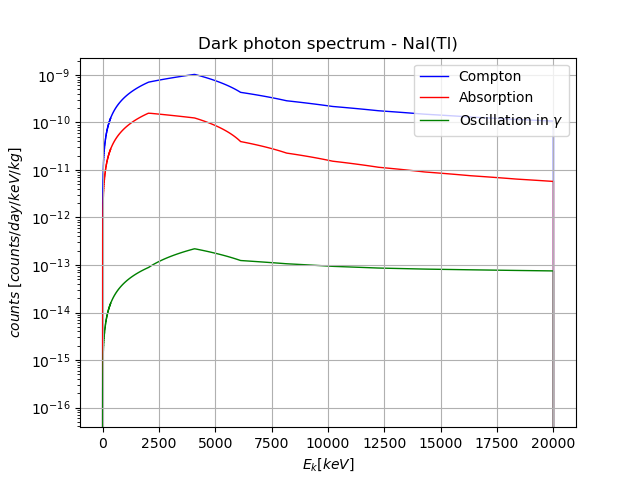 Dark photon spectrum - NaI(Tl)
counts [counts/day/keV/kg]
10⁻⁹
10⁻¹⁰
10⁻¹¹
10⁻¹²
10⁻¹³
10⁻¹⁴
10⁻¹⁵
10⁻¹⁶
Compton
Absorption
Oscillation in γ
0 2500 5000 7500 10000 12500 15000 17500 20000
E_k[keV]